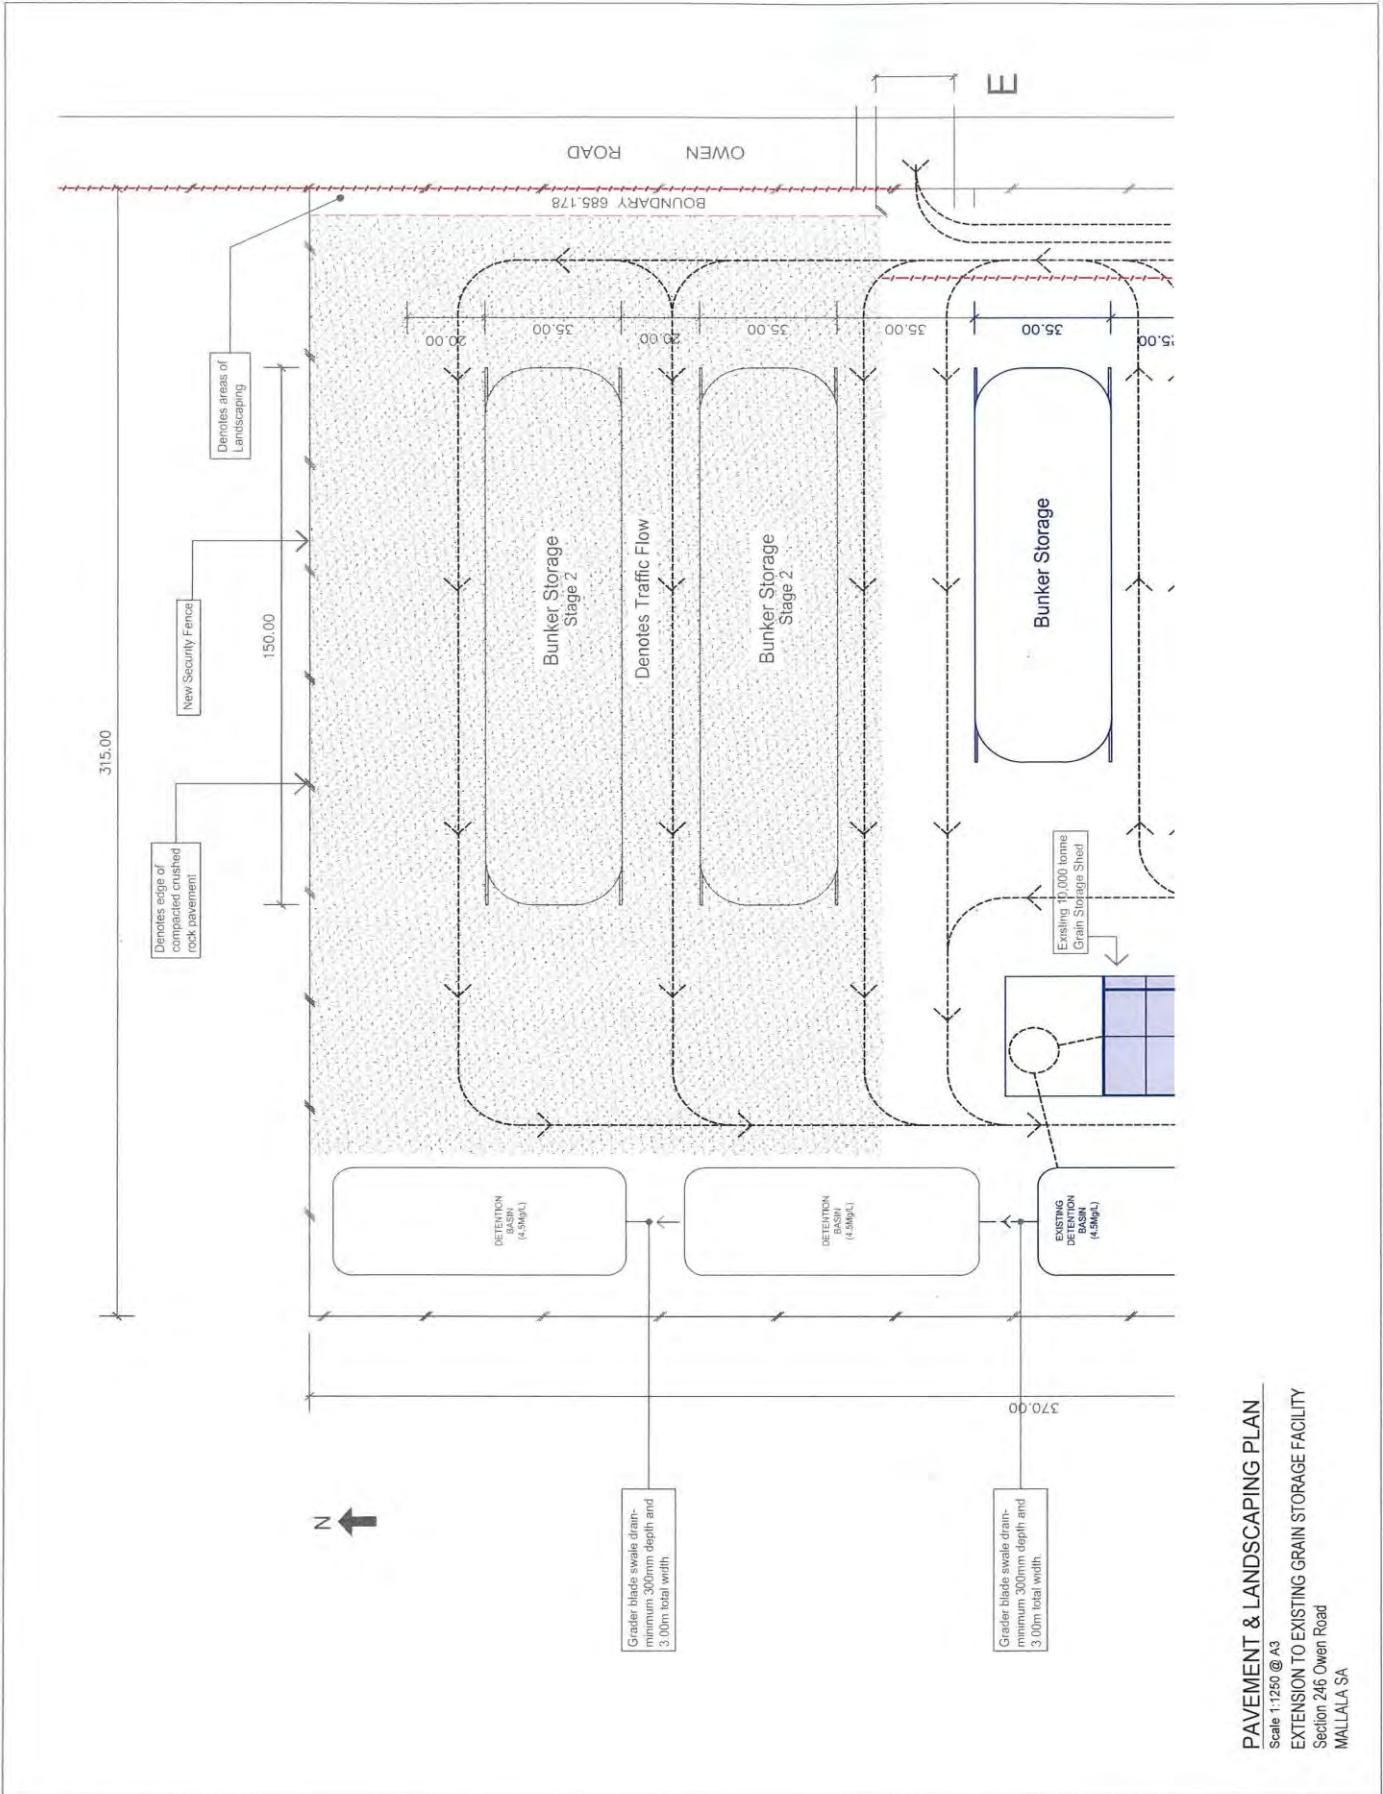 315.00
Denotes areas of
Landscaping
New Security Fence
150.00
Denotes edge of
compacted crushed
rock pavement
OWEN ROAD
BOUNDARY 685.178
E
20.00
35.00
20.00
35.00
35.00
35.00
Bunker Storage
Stage 2
Denotes Traffic Flow
Bunker Storage
Stage 2
Bunker Storage
Existing 10,000 tonne
Grain Storage Shed
DETENTION
BASIN
(4.5Mg/L)
DETENTION
BASIN
(4.5Mg/L)
EXISTING
DETENTION
BASIN
(4.5Mg/L)
370.00
N
Grader blade swale drain-
minimum 300mm depth and
3.00m total width
Grader blade swale drain-
minimum 300mm depth and
3.00m total width.
PAVEMENT & LANDSCAPING PLAN
Scale 1:1250 @ A3
EXTENSION TO EXISTING GRAIN STORAGE FACILITY
Section 246 Owen Road
MALLALA SA